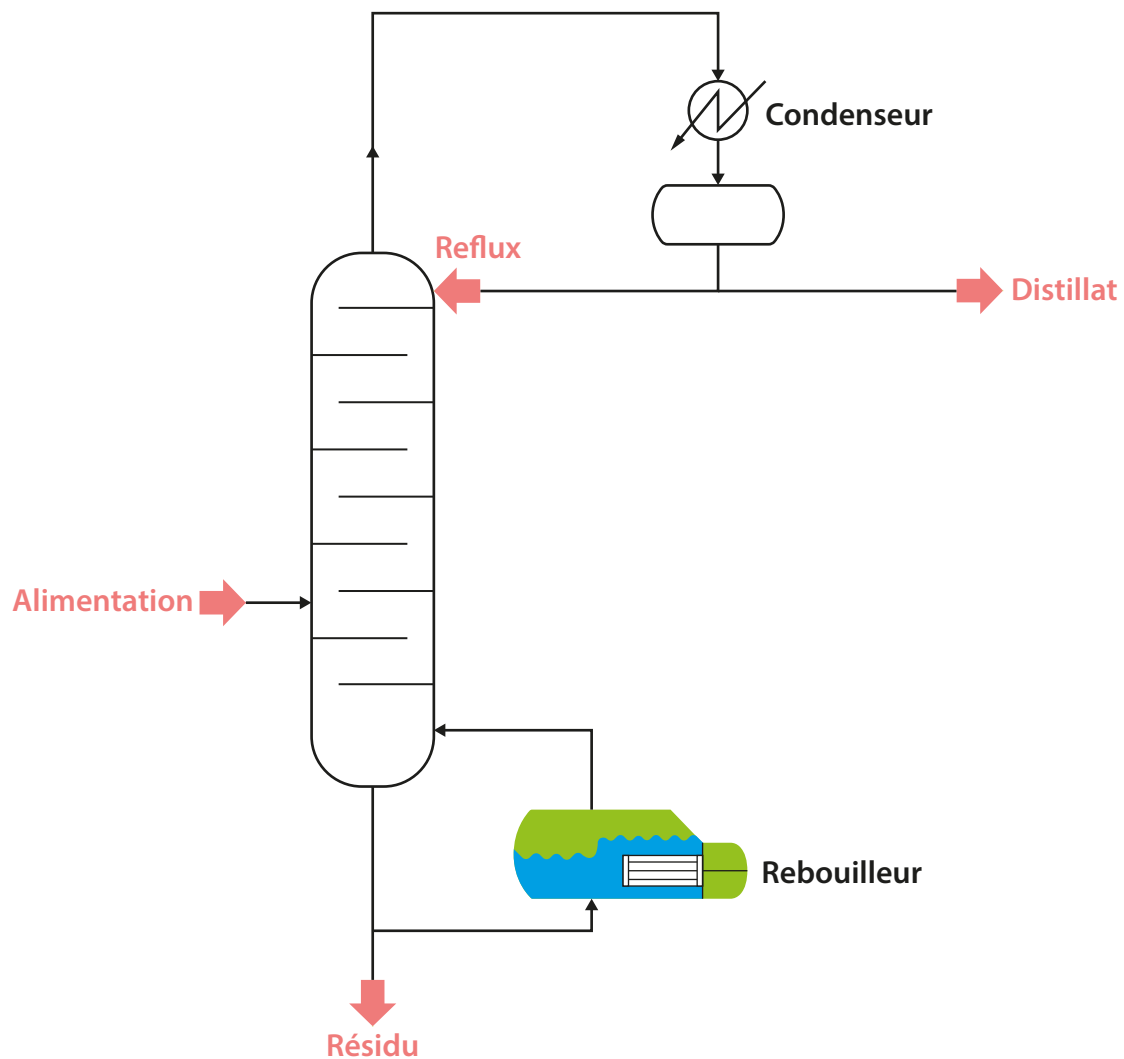 Condenseur
Reflux
Distillat
Alimentation
Rebouilleur
Résidu